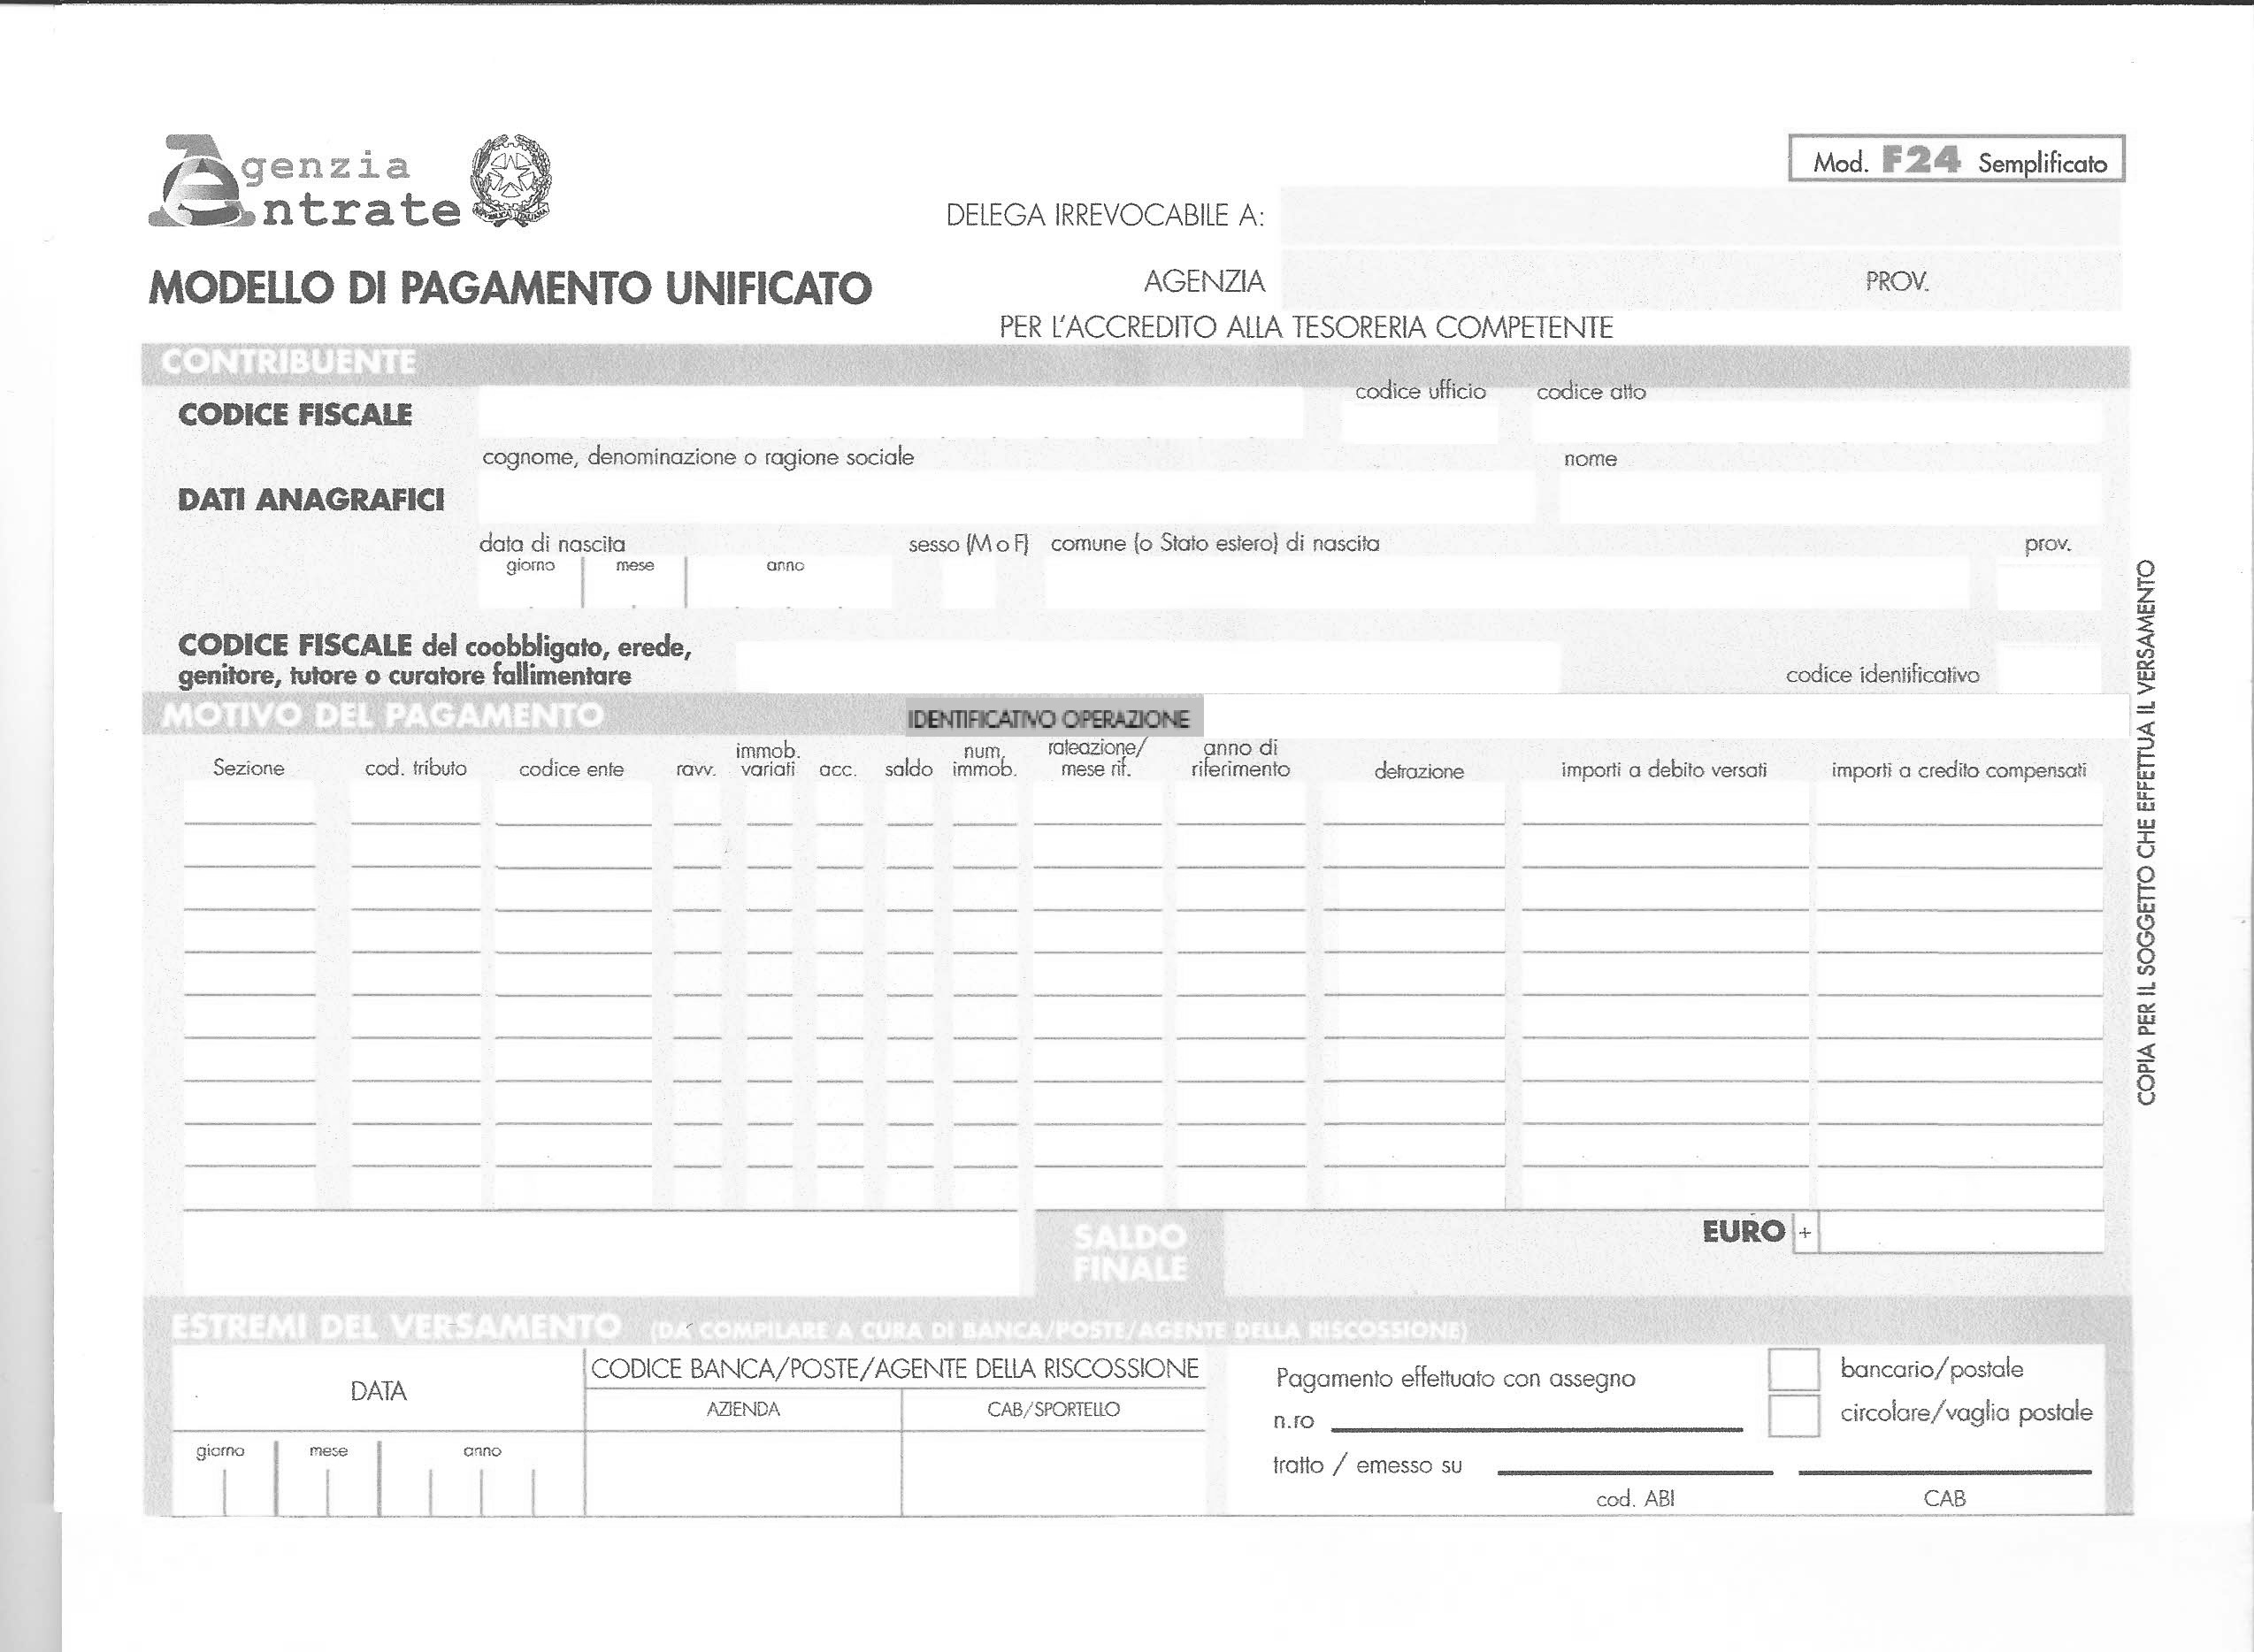 Agenzia
Entrate
Mod. F24 Semplificato
DELEGA IRREVOCABILE A:
MODELLO DI PAGAMENTO UNIFICATO
AGENZIA PROV.
PER L'ACCREDITO ALLA TESORERIA COMPETENTE
CONTRIBUENTE
CODICE FISCALE
codice ufficio codice atto
cognome, denominazione o ragione sociale nome
DATI ANAGRAFICI
data di nascita sesso (M o F) comune (o Stato estero) di nascita prov.
giorno mese anno
CODICE FISCALE del coobbligato, erede,
genitore, tutore o curatore fallimentare
codice identificativo
MOTIVO DEL PAGAMENTO IDENTIFICATIVO OPERAZIONE
Sezione cod. tributo codice ente ravv. immob. variati acc. saldo num. immob. rateazione/ mese rif. anno di riferimento detrazione importi a debito versati importi a credito compensati
SALDO
FINALE
EURO +
ESTREMI DEL VERSAMENTO (DA COMPILARE A CURA DI BANCA/POSTE/AGENTE DELLA RISCOSSIONE)
DATA
CODICE BANCA/POSTE/AGENTE DELLA RISCOSSIONE
AZIENDA CAB/SPORTELLO
giorno mese anno
Pagamento effettuato con assegno
bancario/postale
circolare/vaglia postale
n.ro
tratto / emesso su
cod. ABI CAB
COPIA PER IL SOGGETTO CHE EFFETTUA IL VERSAMENTO